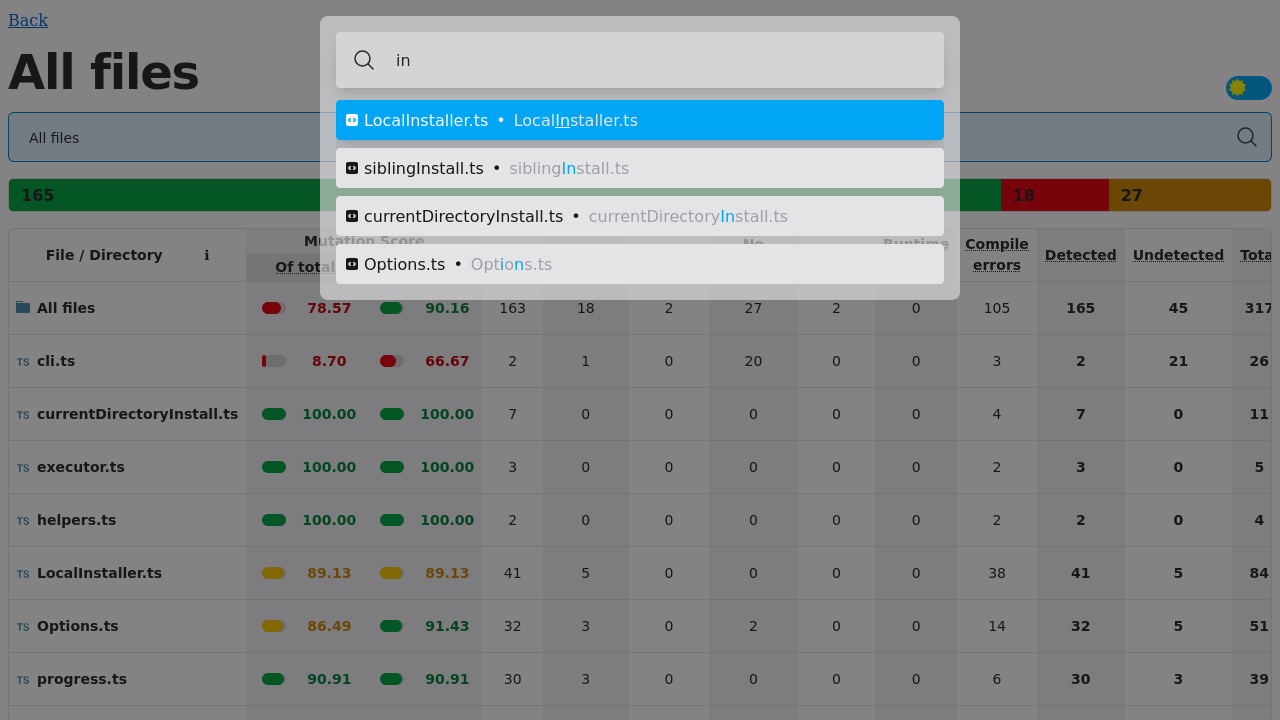 Back
All files
in
LocalInstaller.ts • LocalInstaller.ts
siblingInstall.ts • siblingInstall.ts
currentDirectoryInstall.ts • currentDirectoryInstall.ts
Options.ts • Options.ts
All files
165 18 27
File / Directory ℹ Mutation Score No Runtime Compile errors Detected Undetected Tota
Of total
All files 78.57 90.16 163 18 2 27 2 0 105 165 45 317
TS cli.ts 8.70 66.67 2 1 0 20 0 0 3 2 21 26
TS currentDirectoryInstall.ts 100.00 100.00 7 0 0 0 0 0 4 7 0 11
TS executor.ts 100.00 100.00 3 0 0 0 0 0 2 3 0 5
TS helpers.ts 100.00 100.00 2 0 0 0 0 0 2 2 0 4
TS LocalInstaller.ts 89.13 89.13 41 5 0 0 0 0 38 41 5 84
TS Options.ts 86.49 91.43 32 3 0 2 0 0 14 32 5 51
TS progress.ts 90.91 90.91 30 3 0 0 0 0 6 30 3 39